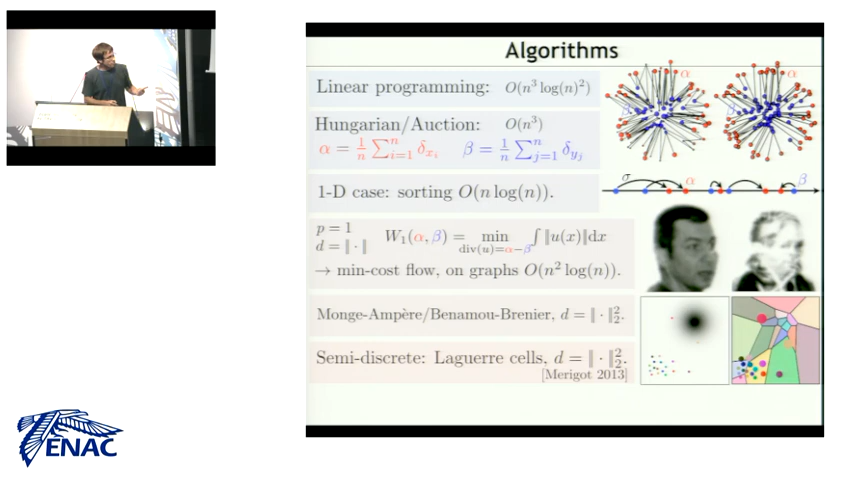 Algorithms
Linear programming: O(n³ log(n)²)
Hungarian/Auction: O(n³)
α = 1/n ∑ⁿᵢ₌₁ δₓᵢ β = 1/n ∑ⁿⱼ₌₁ δyⱼ
1-D case: sorting O(n log(n)).
p = 1
d = ‖ · ‖
W₁(α, β) = min div(u)=α−β ∫ ‖u(x)‖dx
→ min-cost flow, on graphs O(n² log(n)).
Monge-Ampère/Benamou-Brenier, d = ‖ · ‖²₂.
Semi-discrete: Laguerre cells, d = ‖ · ‖²₂.
[Merigot 2013]
α
β
α
β
σ
α
β
ENAC